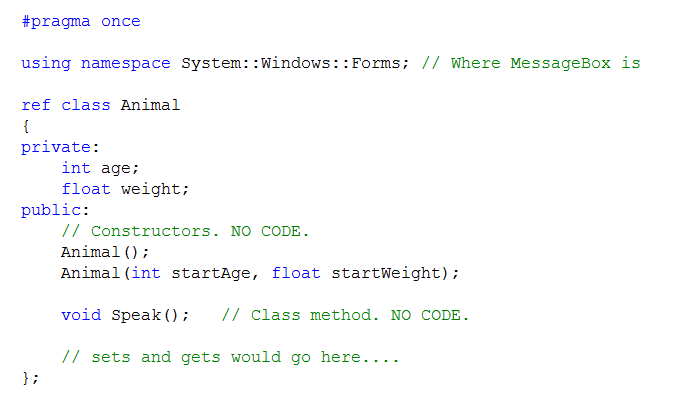 #pragma once
using namespace System::Windows::Forms; // Where MessageBox is
ref class Animal
{
private:
    int age;
    float weight;
public:
    // Constructors. NO CODE.
    Animal();
    Animal(int startAge, float startWeight);
    void Speak();   // Class method. NO CODE.
    // sets and gets would go here....
};